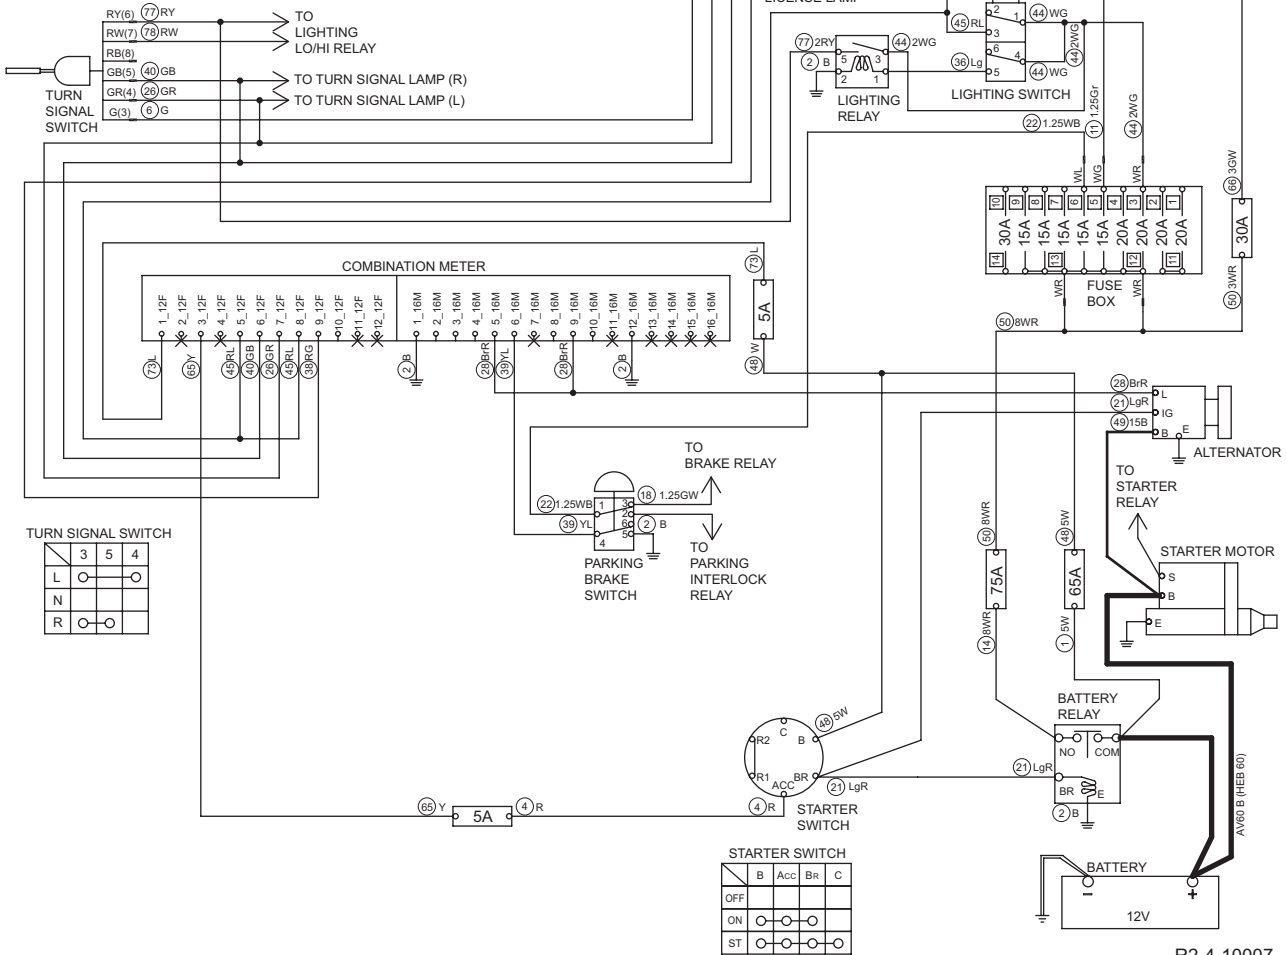 LICENCE LAMP
RY(6) 77 RY
RW(7) 78 RW
RB(8)
GB(5) 40 GB
GR(4) 26 GR
G(3) 6 G
TO
LIGHTING
LO/HI RELAY
TO TURN SIGNAL LAMP (R)
TO TURN SIGNAL LAMP (L)
TURN
SIGNAL
SWITCH
77 2RY
2 B
5 3
2 1
44 2WG
36 Lg
LIGHTING
RELAY
45 RL
2 1
3
6 4
5
44 WG
44 2WG
44 WG
LIGHTING SWITCH
22 1.25WB
11 1.25Gr
44 2WG
66 3GW
WL WG WR
10 9 8 7 6 5 4 3 2 1
30A 15A 15A 15A 15A 15A 20A 20A 20A 20A
14 13 12 11
WR WR
FUSE
BOX
30A
50 3WR
50 8WR
COMBINATION METER
1_12F 2_12F 3_12F 4_12F 5_12F 6_12F 7_12F 8_12F 9_12F 10_12F 11_12F 12_12F
1_16M 2_16M 3_16M 4_16M 5_16M 6_16M 7_16M 8_16M 9_16M 10_16M 11_16M 12_16M 13_16M 14_16M 15_16M 16_16M
73 L
65 Y
45 RL
40 GB
26 GR
45 RL
38 RG
2 B
28 BrR
39 YL
28 BrR
2 B
73 L
5A
48 W
28 BrR
21 LgR
49 15B
L
IG
B E
ALTERNATOR
TO
BRAKE RELAY
22 1.25WB
39 YL
1 3
2
6
4 5
18 1.25GW
2 B
TO
PARKING
INTERLOCK
RELAY
PARKING
BRAKE
SWITCH
TO
STARTER
RELAY
STARTER MOTOR
S
B
E
50 8WR
75A
14 8WR
48 5W
65A
1 5W
TURN SIGNAL SWITCH
3 5 4
L
N
R
BATTERY
RELAY
NO COM
BR E
21 LgR
2 B
C
R2 B
R1 BR
ACC
48 5W
21 LgR
4 R
STARTER
SWITCH
65 Y
5A
4 R
AV60 B (HEB 60)
STARTER SWITCH
B ACC BR C
OFF
ON
ST
BATTERY
− +
12V